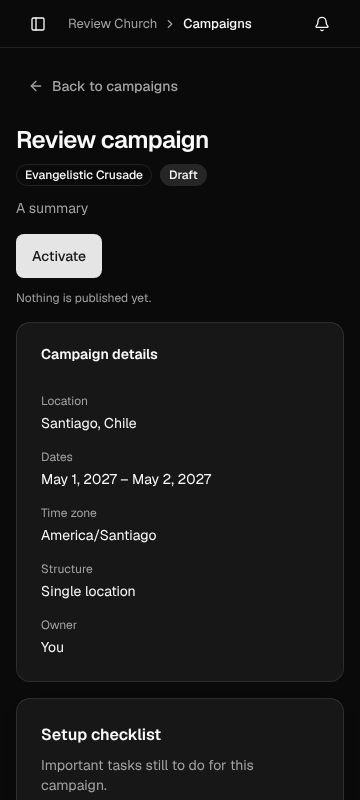 Review Church > Campaigns
Back to campaigns
Review campaign
Evangelistic Crusade Draft
A summary
Activate
Nothing is published yet.
Campaign details
Location
Santiago, Chile
Dates
May 1, 2027 – May 2, 2027
Time zone
America/Santiago
Structure
Single location
Owner
You
Setup checklist
Important tasks still to do for this
campaign.